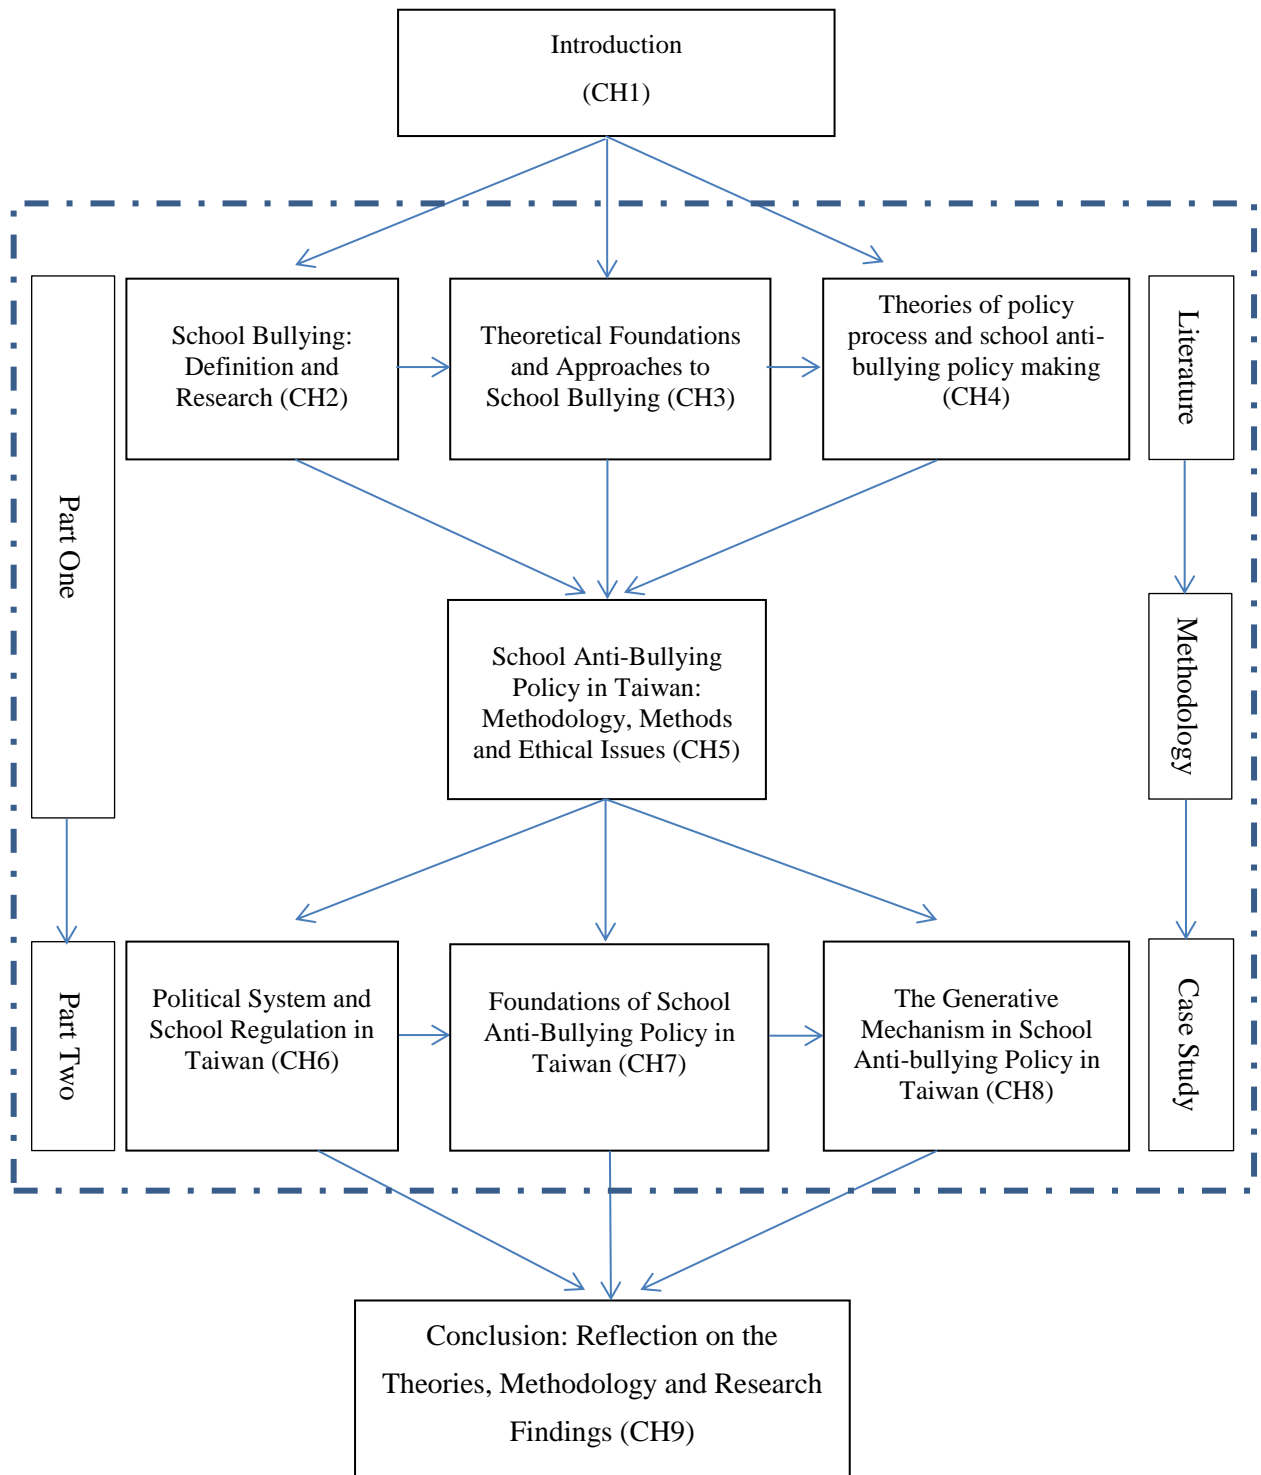 Introduction
(CH1)
Part One
School Bullying:
Definition and
Research (CH2)
Theoretical Foundations
and Approaches to
School Bullying (CH3)
Theories of policy
process and school anti-
bullying policy making
(CH4)
Literature
School Anti-Bullying
Policy in Taiwan:
Methodology, Methods
and Ethical Issues (CH5)
Methodology
Part Two
Political System and
School Regulation in
Taiwan (CH6)
Foundations of School
Anti-Bullying Policy in
Taiwan (CH7)
The Generative
Mechanism in School
Anti-bullying Policy in
Taiwan (CH8)
Case Study
Conclusion: Reflection on the
Theories, Methodology and Research
Findings (CH9)